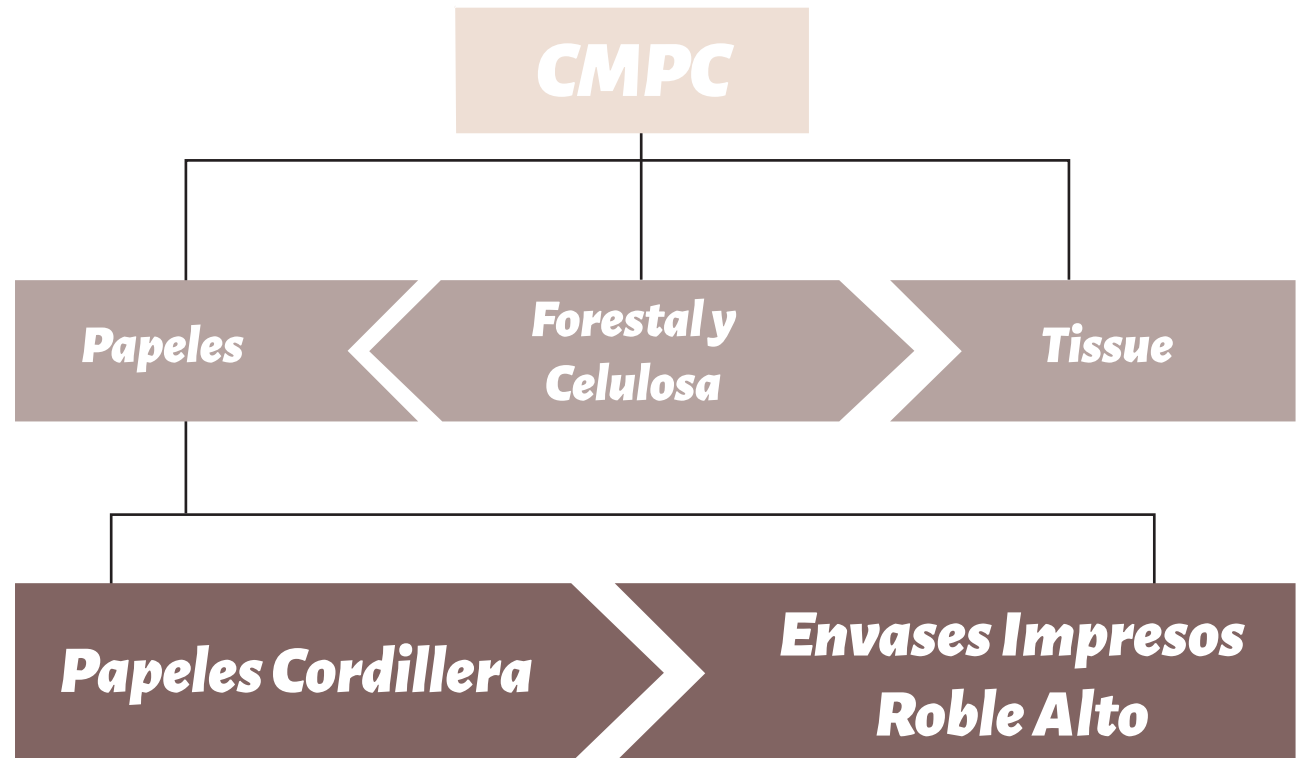 CMPC
Papeles
Forestal y
Celulosa
Tissue
Papeles Cordillera
Envases Impresos
Roble Alto